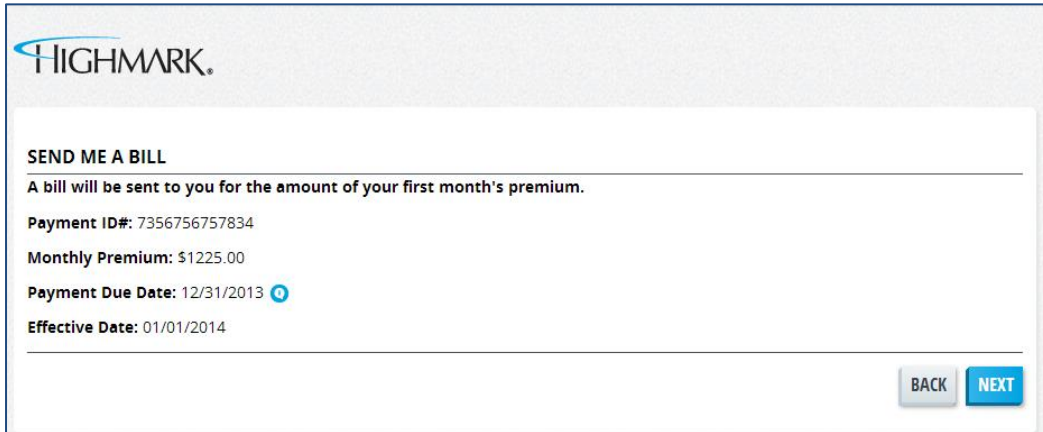 HIGHMARK®
SEND ME A BILL
A bill will be sent to you for the amount of your first month's premium.
Payment ID#: 7356756757834
Monthly Premium: $1225.00
Payment Due Date: 12/31/2013
Effective Date: 01/01/2014
BACK NEXT